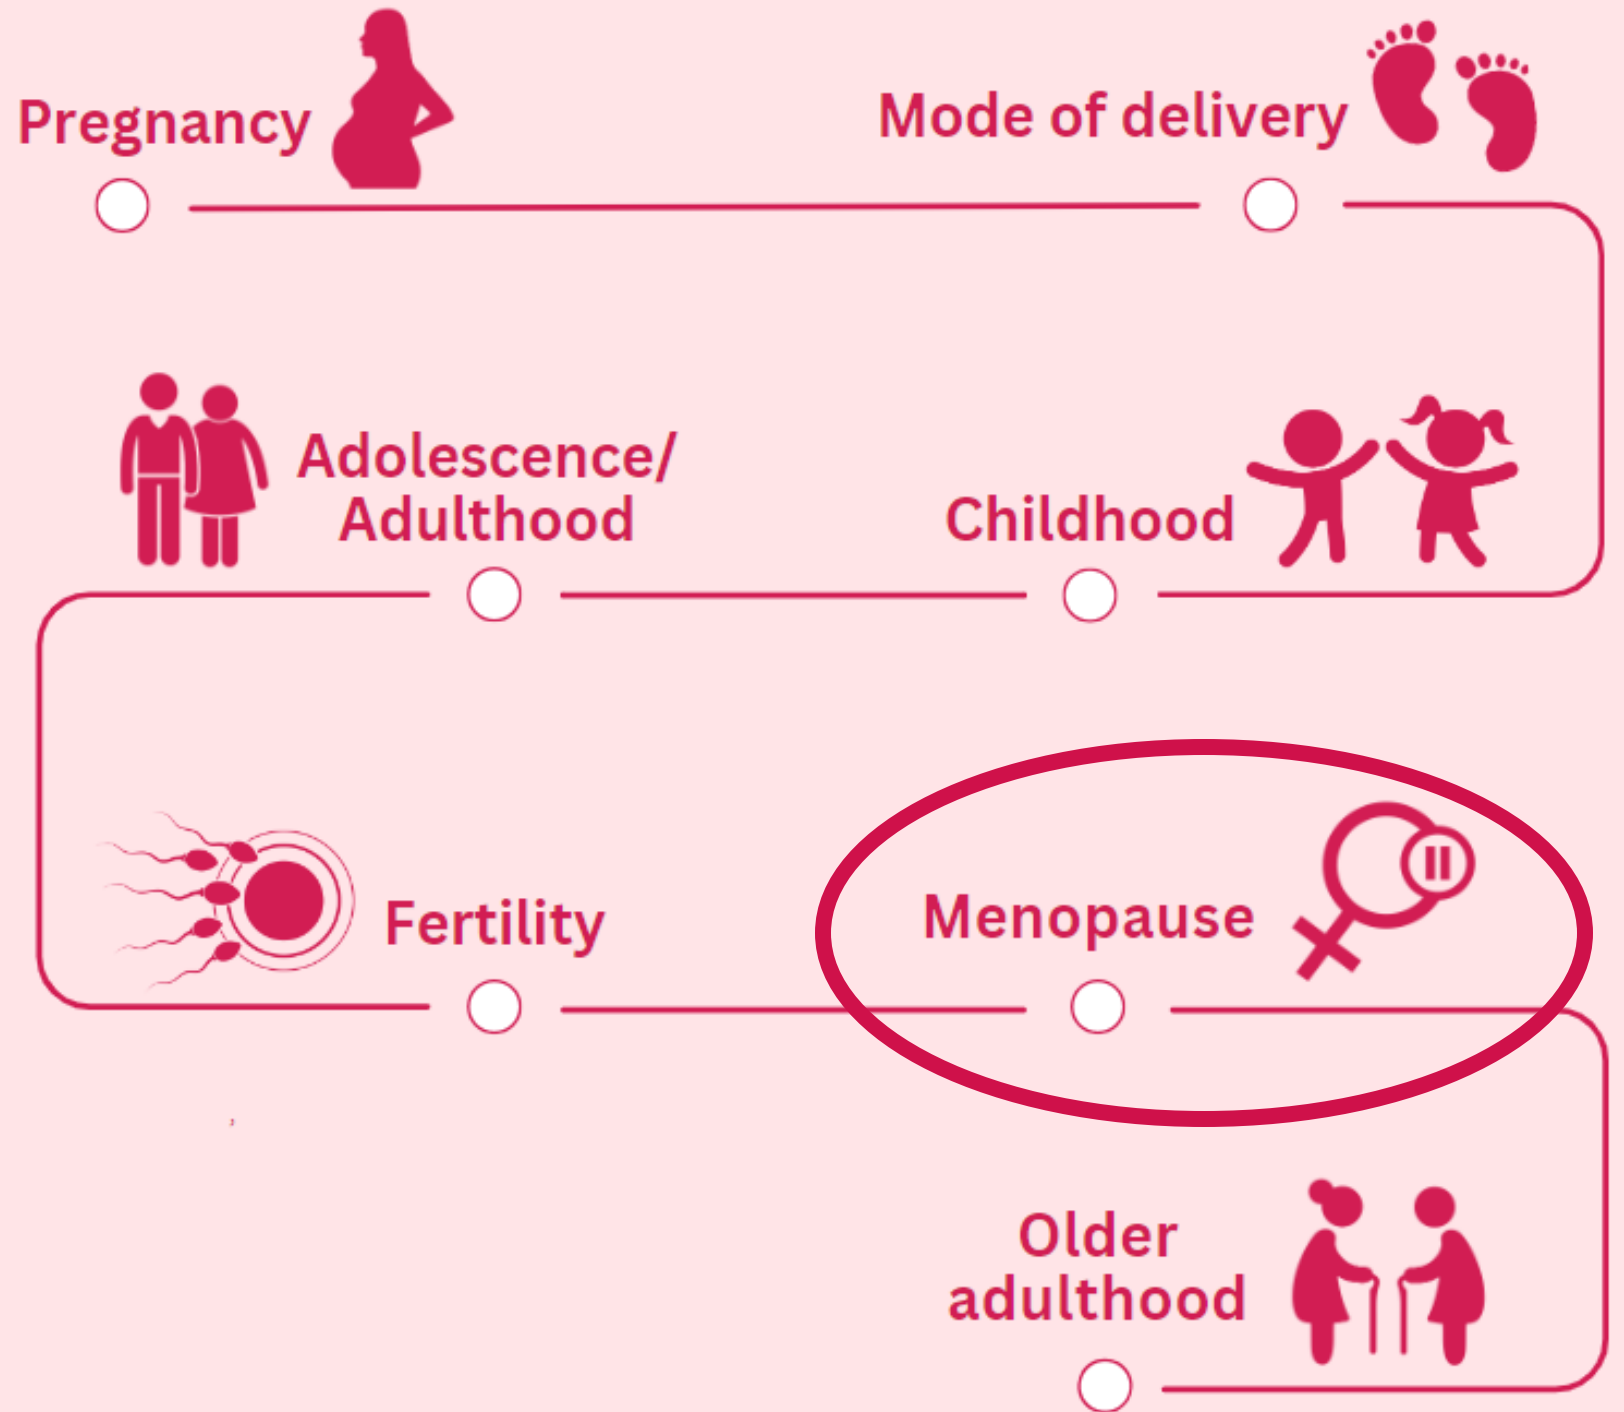 Pregnancy
Mode of delivery
Adolescence/
Adulthood
Childhood
Fertility
Menopause
Older
adulthood